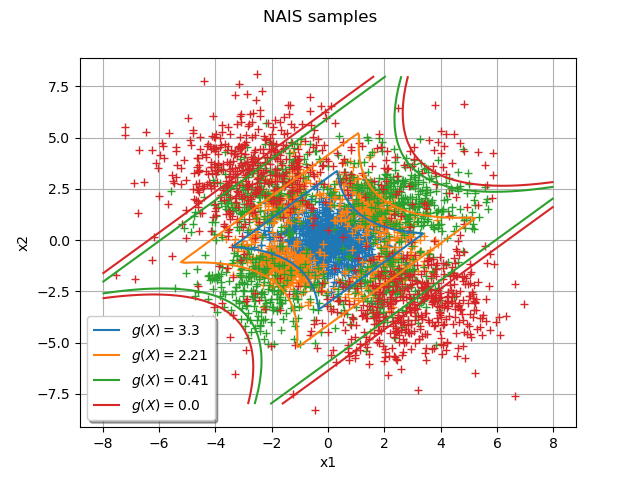 NAIS samples
7.5
5.0
2.5
0.0
−2.5
−5.0
−7.5
x2
g(X) = 3.3
g(X) = 2.21
g(X) = 0.41
g(X) = 0.0
−8 −6 −4 −2 0 2 4 6 8
x1